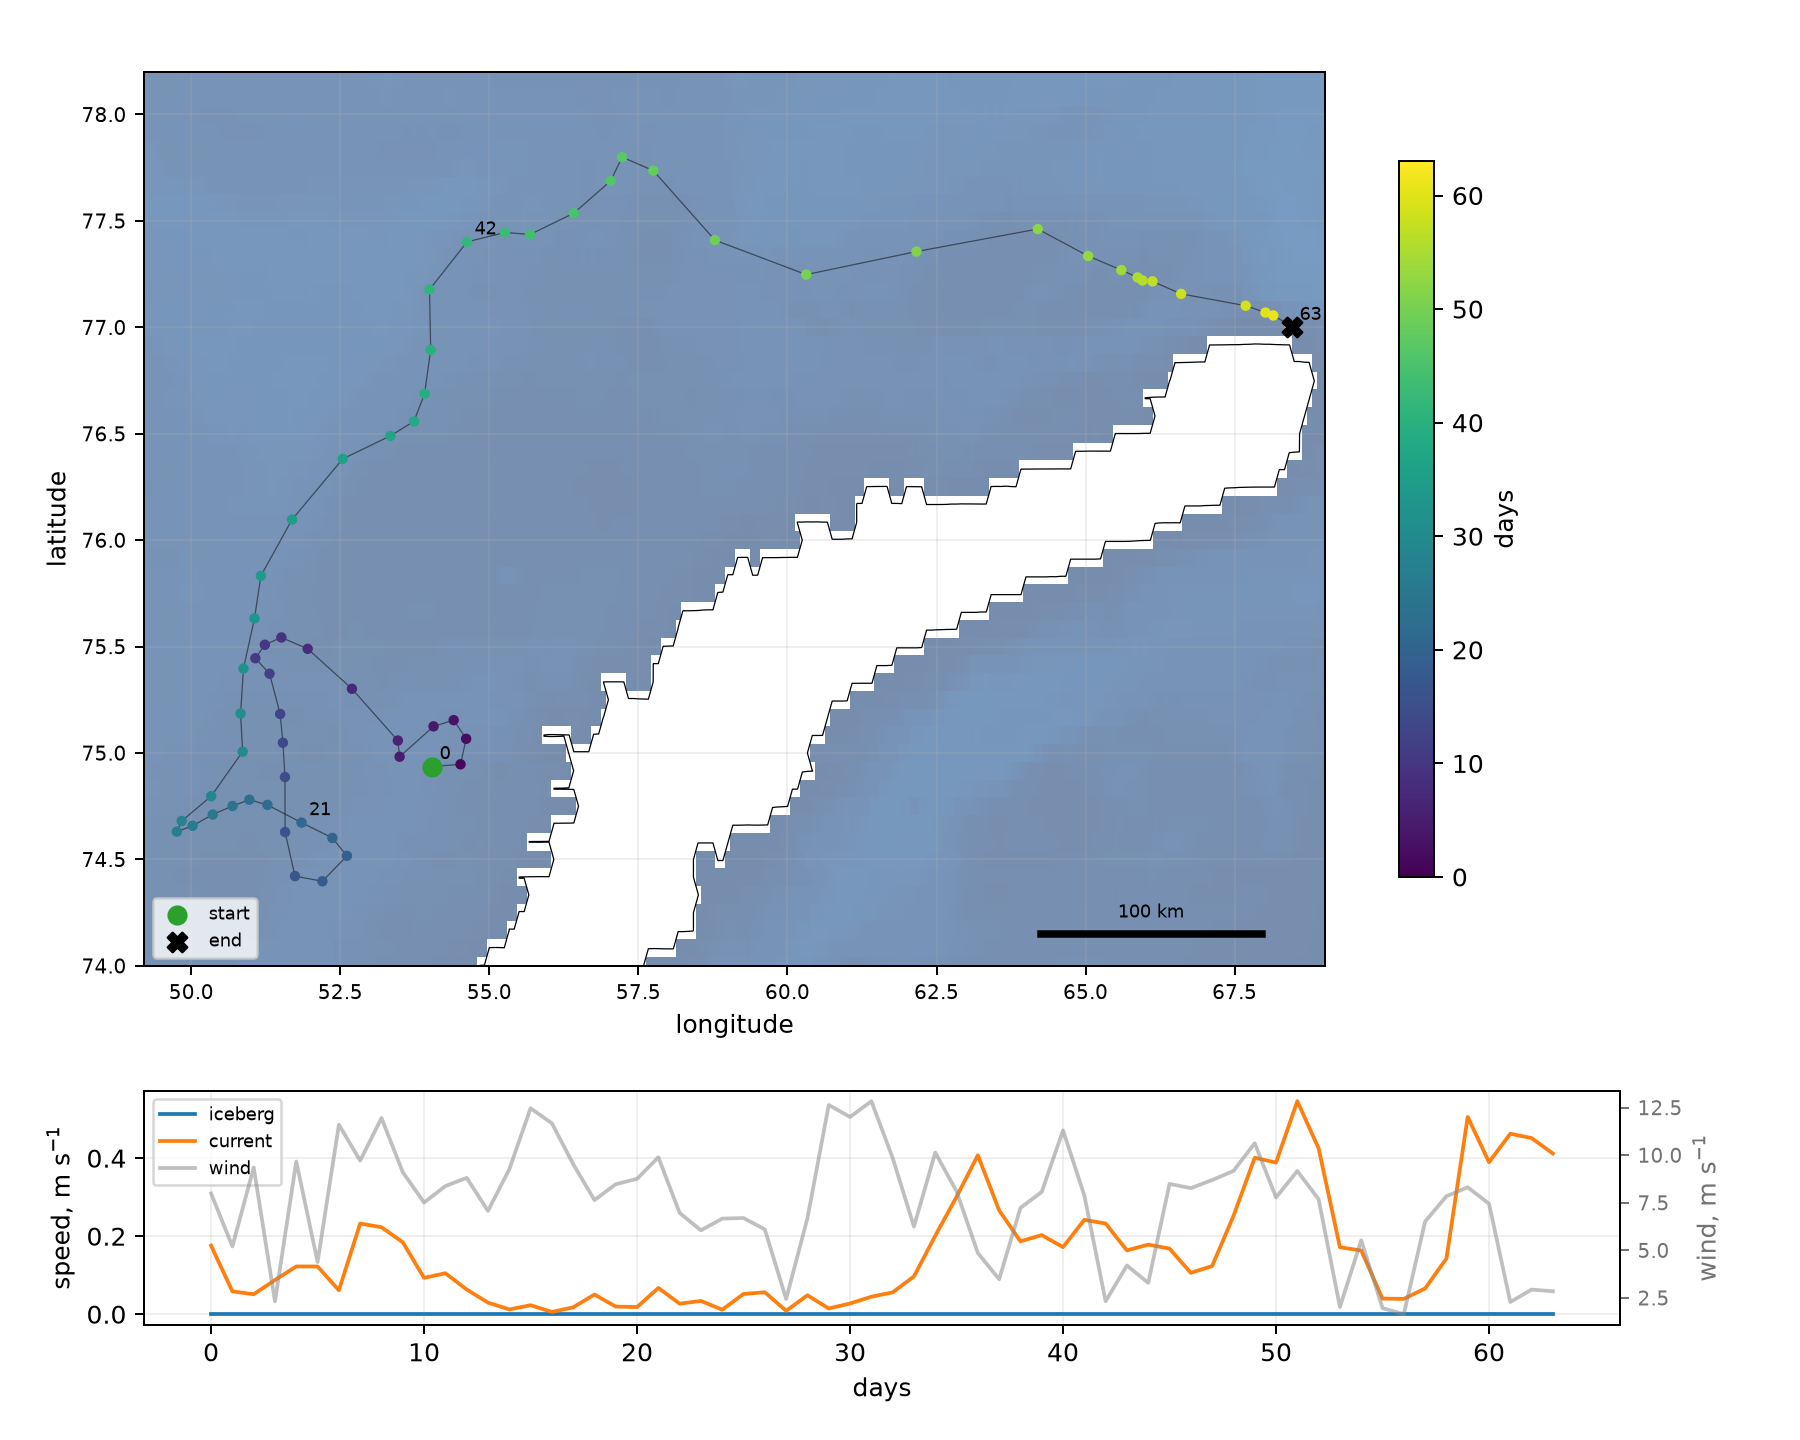 78.0
77.5
77.0
76.5
76.0
75.5
75.0
74.5
74.0
latitude
42
63
0
21
start
end
100 km
50.0 52.5 55.0 57.5 60.0 62.5 65.0 67.5
longitude
60
50
40
30
20
10
0
days
iceberg
current
wind
0.4
0.2
0.0
speed, m s⁻¹
12.5
10.0
7.5
5.0
2.5
wind, m s⁻¹
0 10 20 30 40 50 60
days